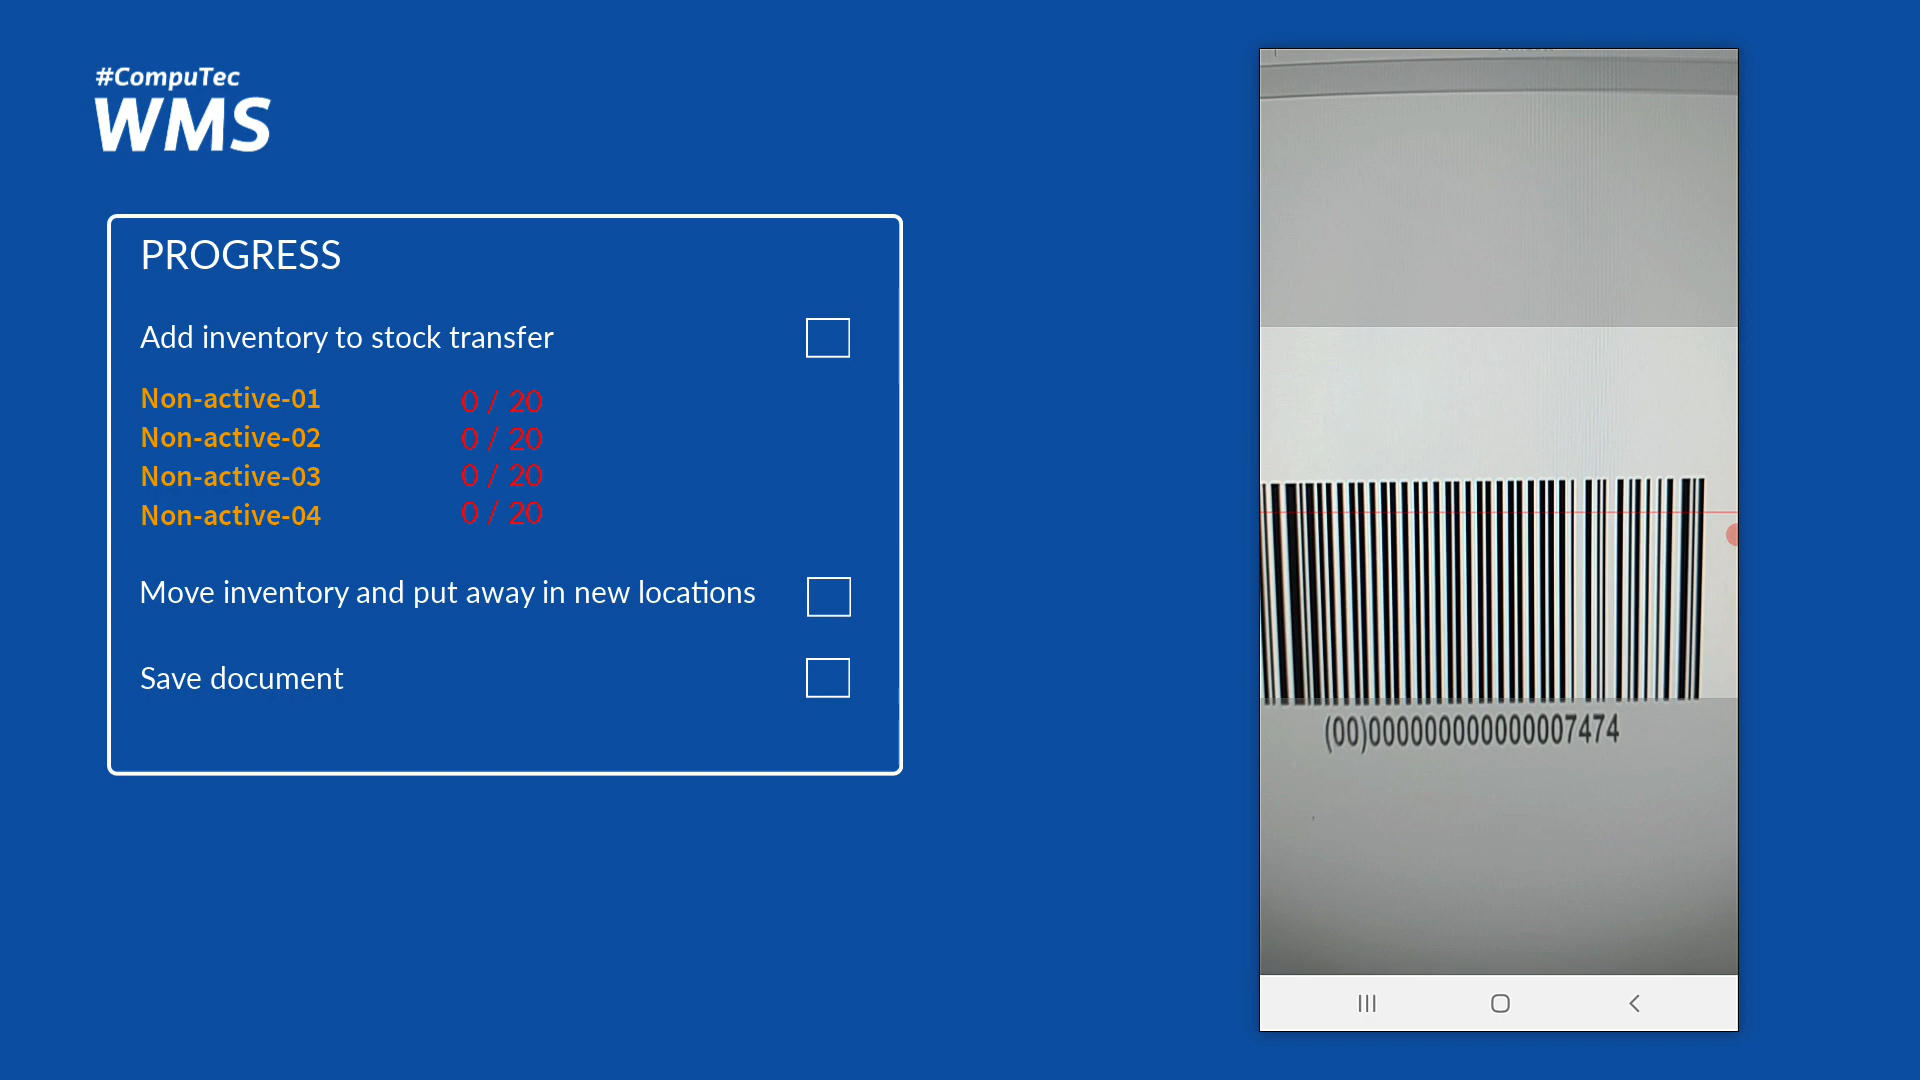 #CompuTec
WMS
PROGRESS
Add inventory to stock transfer
Non-active-01 0 / 20
Non-active-02 0 / 20
Non-active-03 0 / 20
Non-active-04 0 / 20
Move inventory and put away in new locations
Save document
(00)000000000000007474